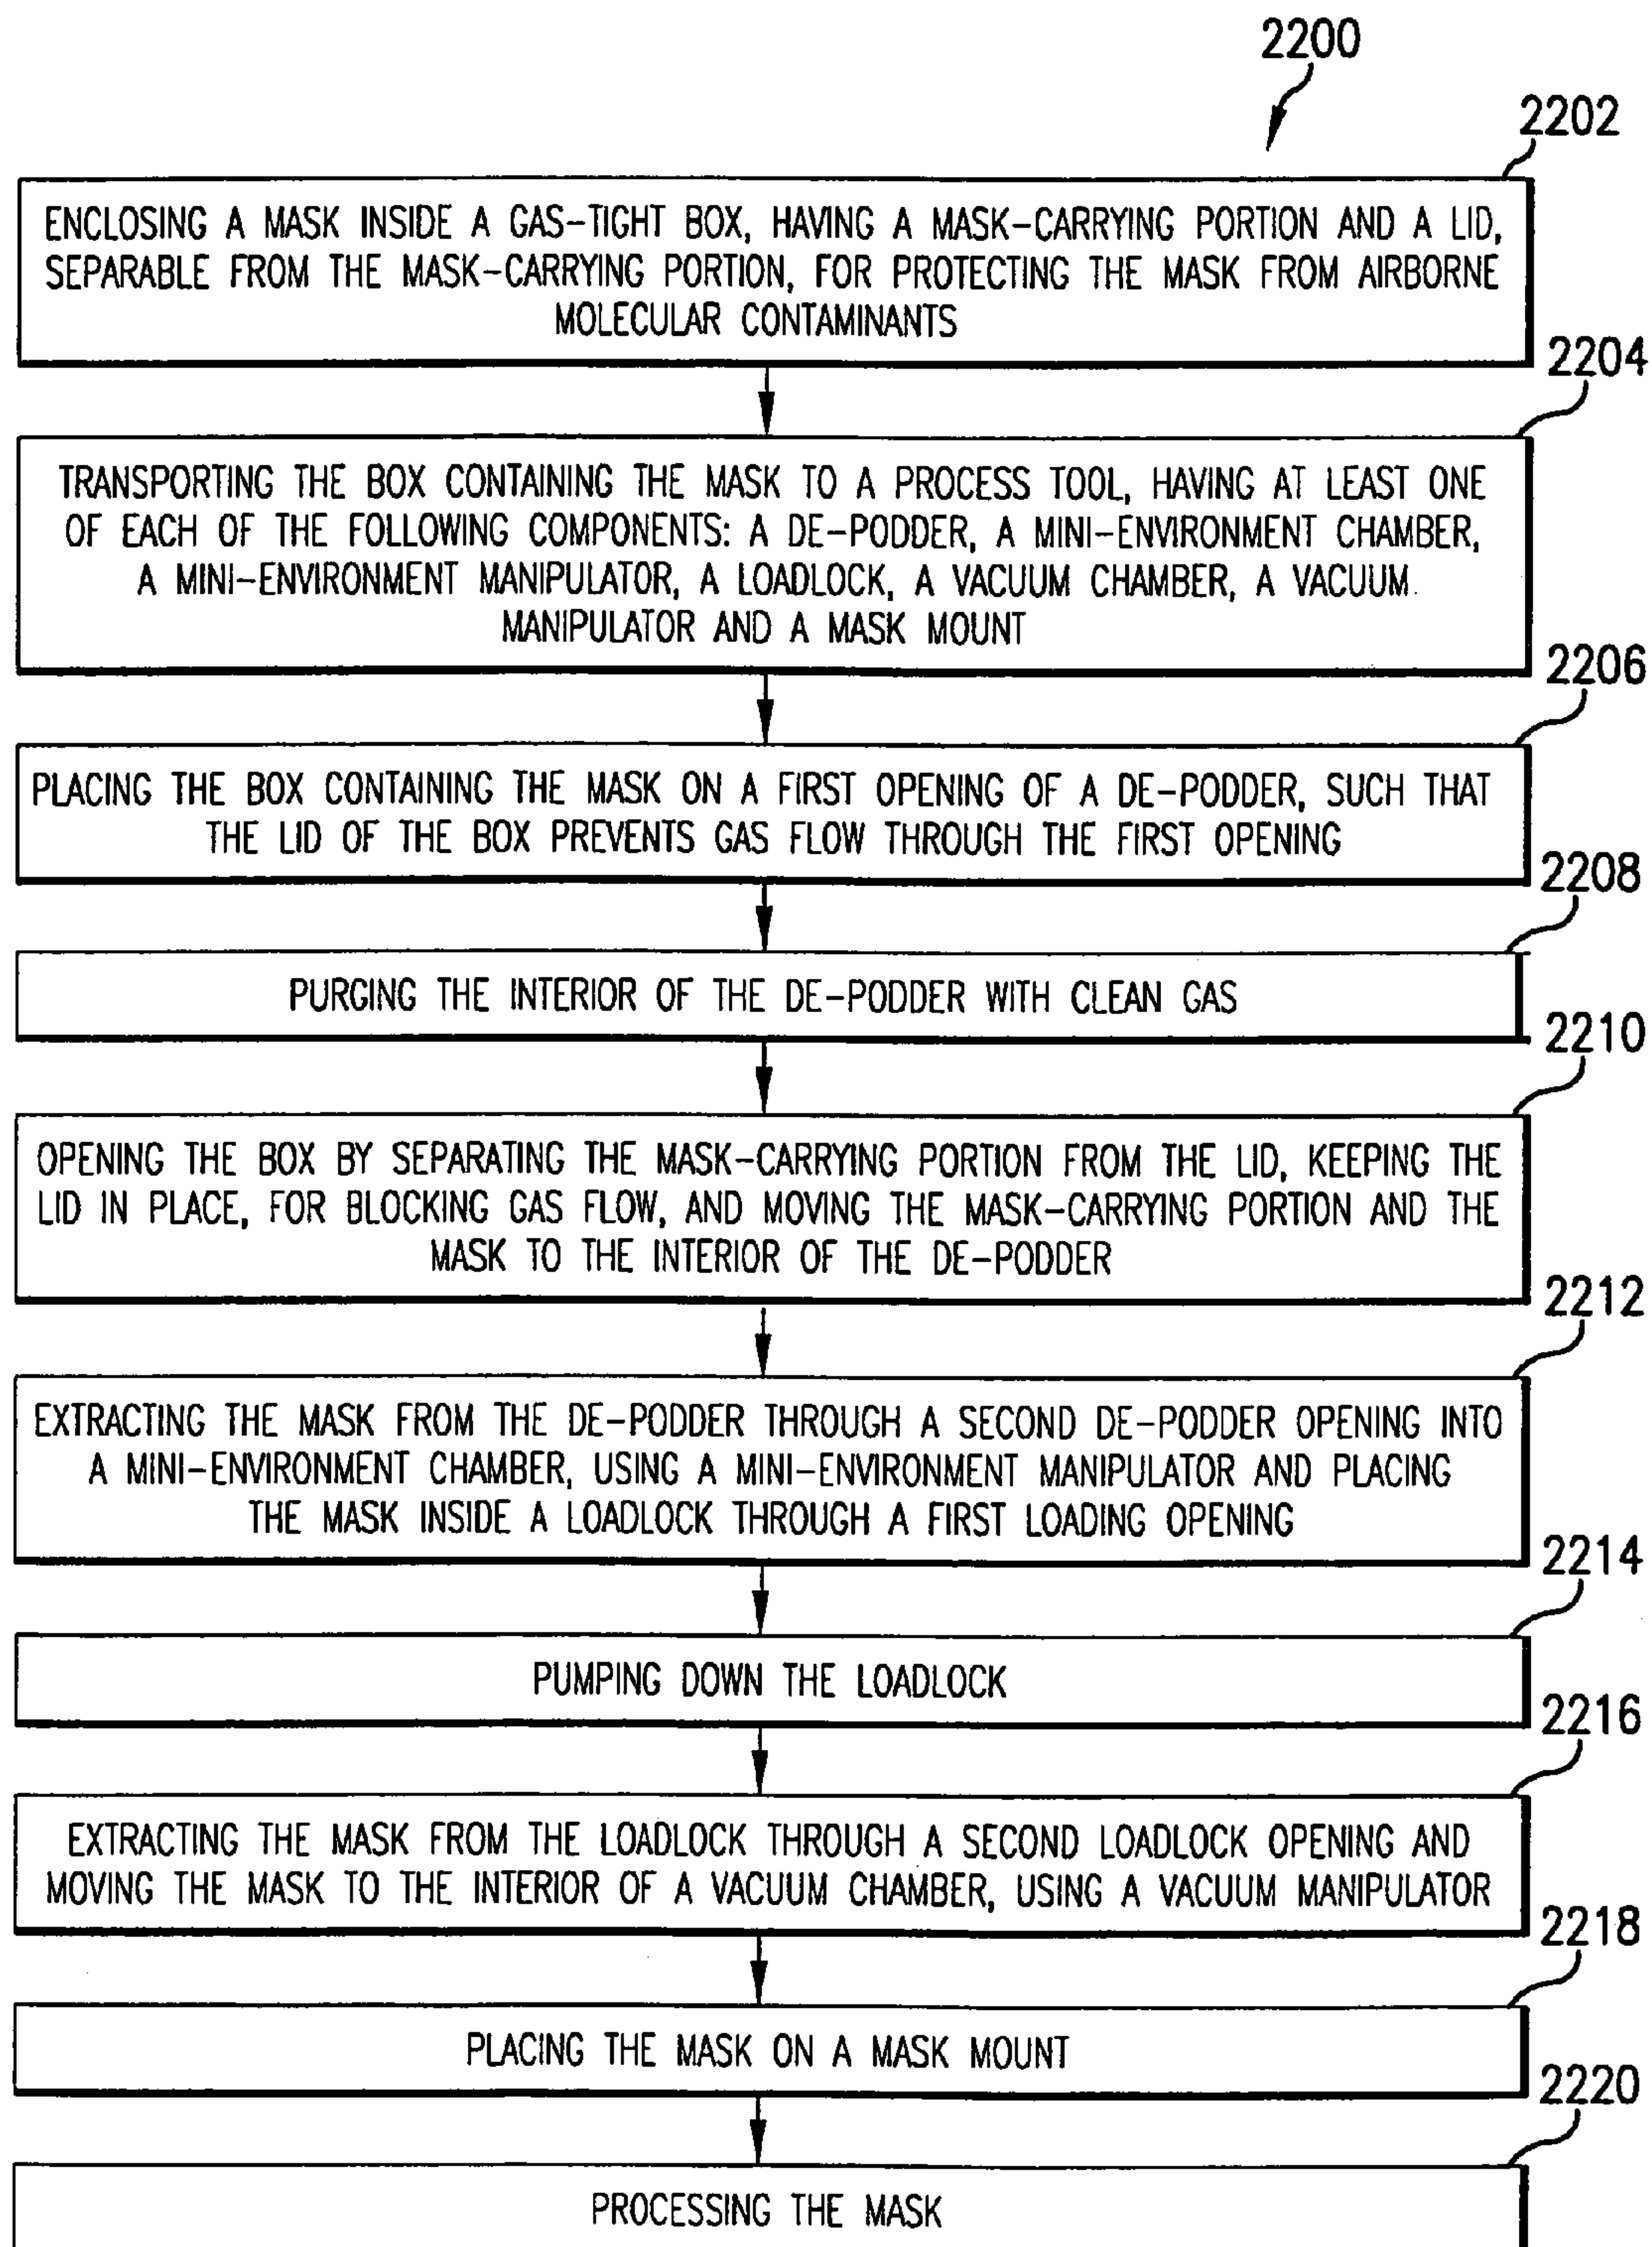 2200
2202
ENCLOSING A MASK INSIDE A GAS-TIGHT BOX, HAVING A MASK-CARRYING PORTION AND A LID,
SEPARABLE FROM THE MASK-CARRYING PORTION, FOR PROTECTING THE MASK FROM AIRBORNE
MOLECULAR CONTAMINANTS
2204
TRANSPORTING THE BOX CONTAINING THE MASK TO A PROCESS TOOL, HAVING AT LEAST ONE
OF EACH OF THE FOLLOWING COMPONENTS: A DE-PODDER, A MINI-ENVIRONMENT CHAMBER,
A MINI-ENVIRONMENT MANIPULATOR, A LOADLOCK, A VACUUM CHAMBER, A VACUUM
MANIPULATOR AND A MASK MOUNT
2206
PLACING THE BOX CONTAINING THE MASK ON A FIRST OPENING OF A DE-PODDER, SUCH THAT
THE LID OF THE BOX PREVENTS GAS FLOW THROUGH THE FIRST OPENING
2208
PURGING THE INTERIOR OF THE DE-PODDER WITH CLEAN GAS
2210
OPENING THE BOX BY SEPARATING THE MASK-CARRYING PORTION FROM THE LID, KEEPING THE
LID IN PLACE, FOR BLOCKING GAS FLOW, AND MOVING THE MASK-CARRYING PORTION AND THE
MASK TO THE INTERIOR OF THE DE-PODDER
2212
EXTRACTING THE MASK FROM THE DE-PODDER THROUGH A SECOND DE-PODDER OPENING INTO
A MINI-ENVIRONMENT CHAMBER, USING A MINI-ENVIRONMENT MANIPULATOR AND PLACING
THE MASK INSIDE A LOADLOCK THROUGH A FIRST LOADING OPENING
2214
PUMPING DOWN THE LOADLOCK
2216
EXTRACTING THE MASK FROM THE LOADLOCK THROUGH A SECOND LOADLOCK OPENING AND
MOVING THE MASK TO THE INTERIOR OF A VACUUM CHAMBER, USING A VACUUM MANIPULATOR
2218
PLACING THE MASK ON A MASK MOUNT
2220
PROCESSING THE MASK